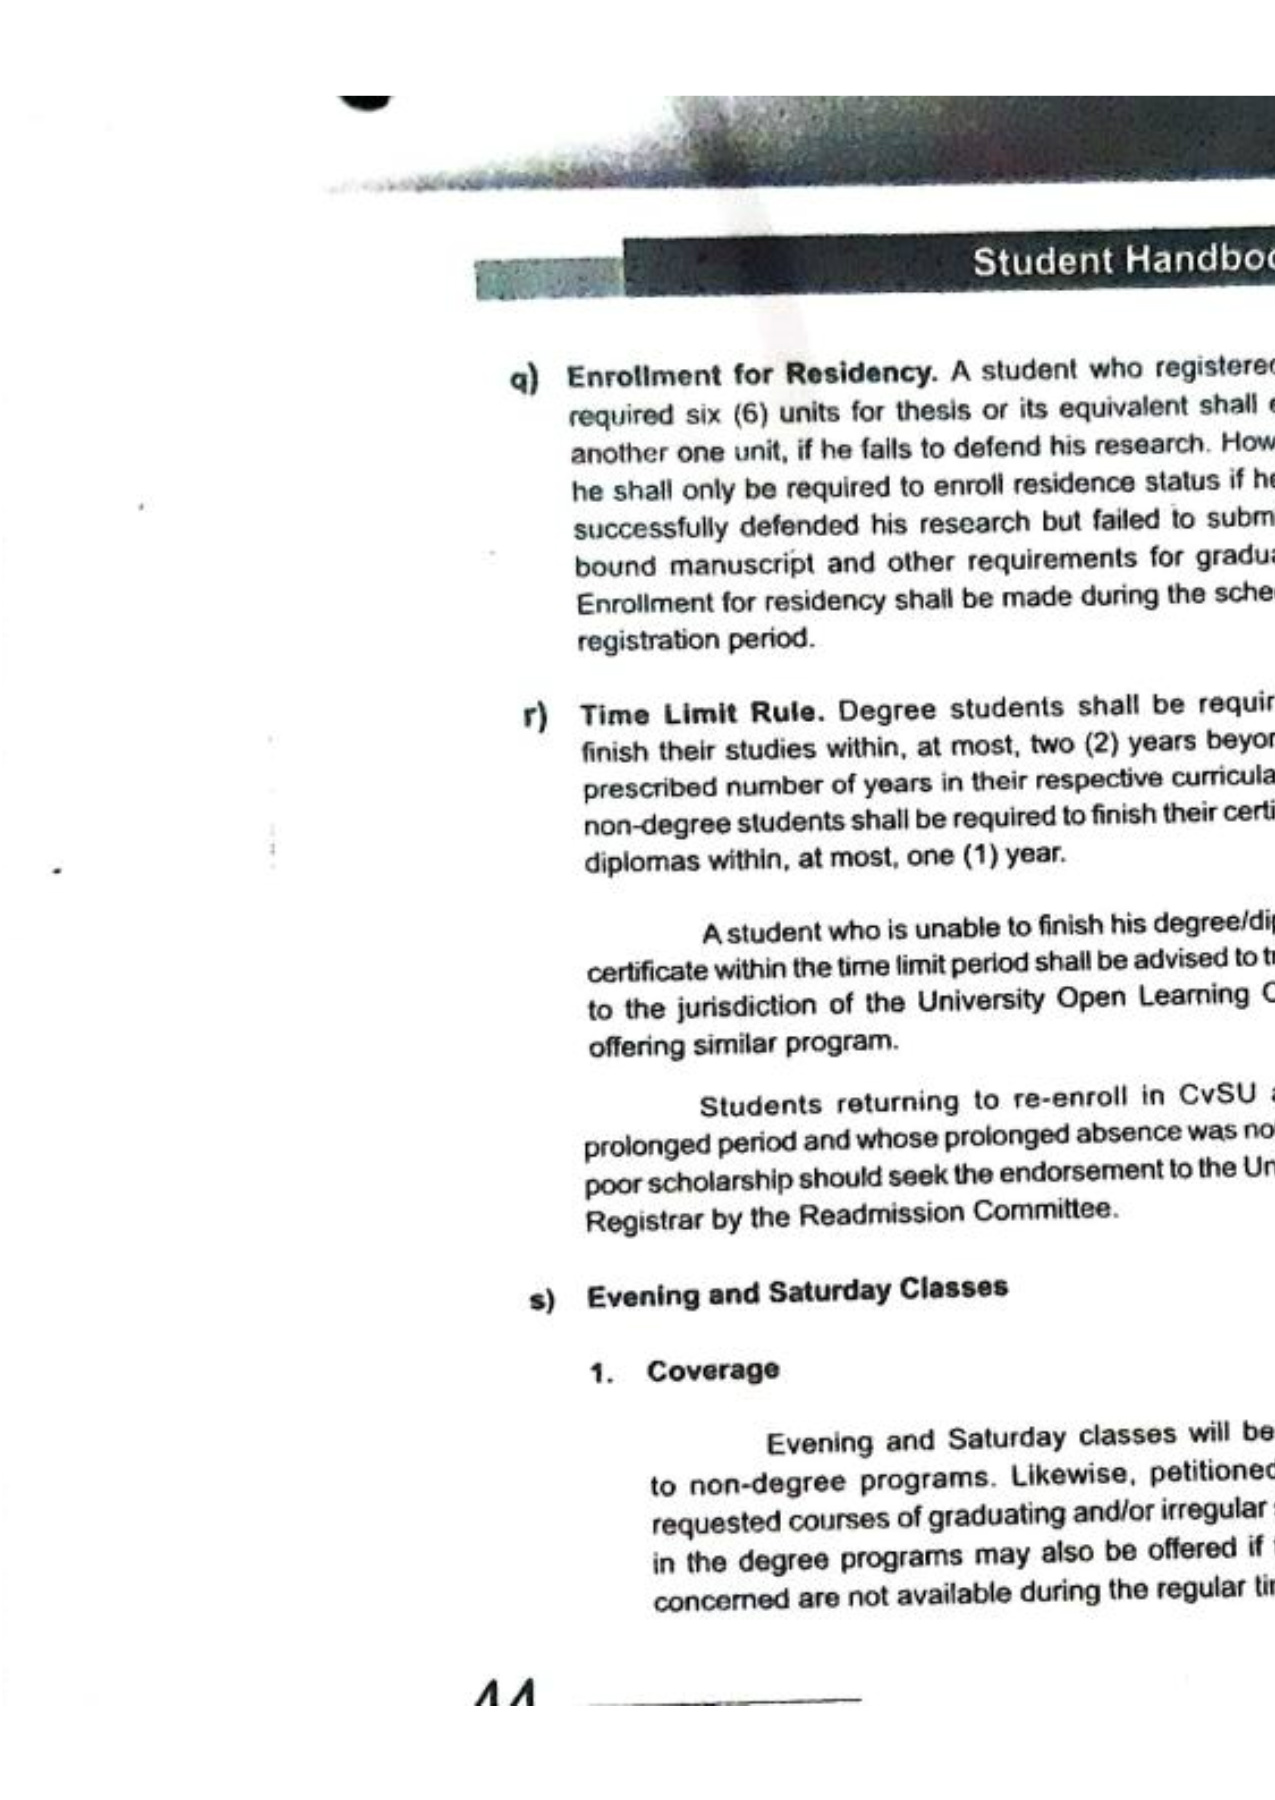 Student Handboo
q) Enrollment for Residency. A student who registered
required six (6) units for thesis or its equivalent shall e
another one unit, if he fails to defend his research. How
he shall only be required to enroll residence status if he
successfully defended his research but failed to subm
bound manuscript and other requirements for gradua
Enrollment for residency shall be made during the sche
registration period.
r) Time Limit Rule. Degree students shall be requir
finish their studies within, at most, two (2) years beyon
prescribed number of years in their respective curricula
non-degree students shall be required to finish their certi
diplomas within, at most, one (1) year.
A student who is unable to finish his degree/dip
certificate within the time limit period shall be advised to tr
to the jurisdiction of the University Open Learning C
offering similar program.
Students returning to re-enroll in CvSU a
prolonged period and whose prolonged absence was no
poor scholarship should seek the endorsement to the Un
Registrar by the Readmission Committee.
s) Evening and Saturday Classes
1. Coverage
Evening and Saturday classes will be
to non-degree programs. Likewise, petitioned
requested courses of graduating and/or irregular s
in the degree programs may also be offered if t
concerned are not available during the regular tim
44